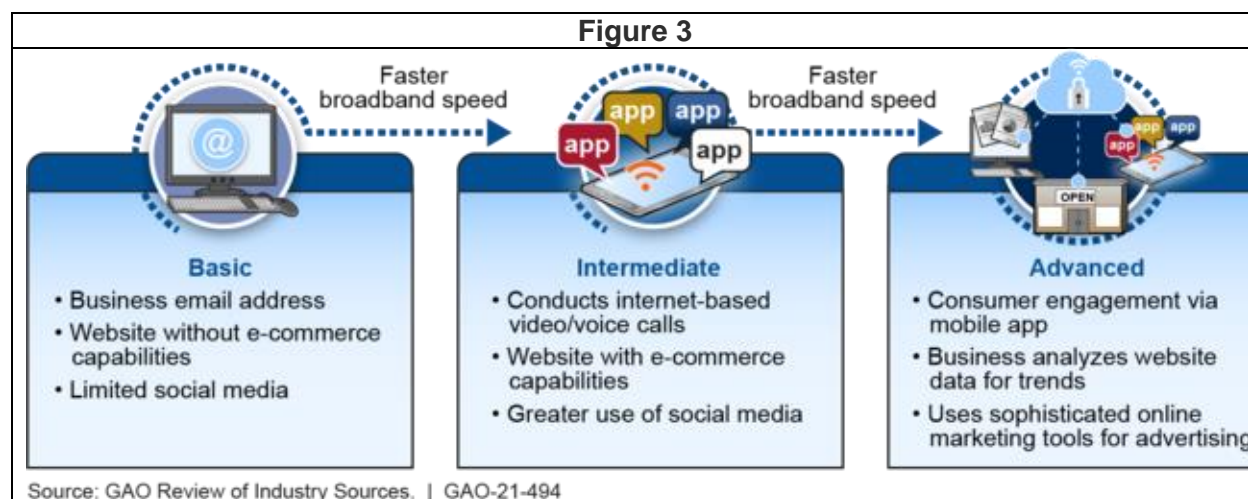 Figure 3
Faster
broadband speed
Faster
broadband speed
@
app
app
app
app
app
app
app
OPEN
Basic
• Business email address
• Website without e-commerce
capabilities
• Limited social media
Intermediate
• Conducts internet-based
video/voice calls
• Website with e-commerce
capabilities
• Greater use of social media
Advanced
• Consumer engagement via
mobile app
• Business analyzes website
data for trends
• Uses sophisticated online
marketing tools for advertising
Source: GAO Review of Industry Sources. | GAO-21-494